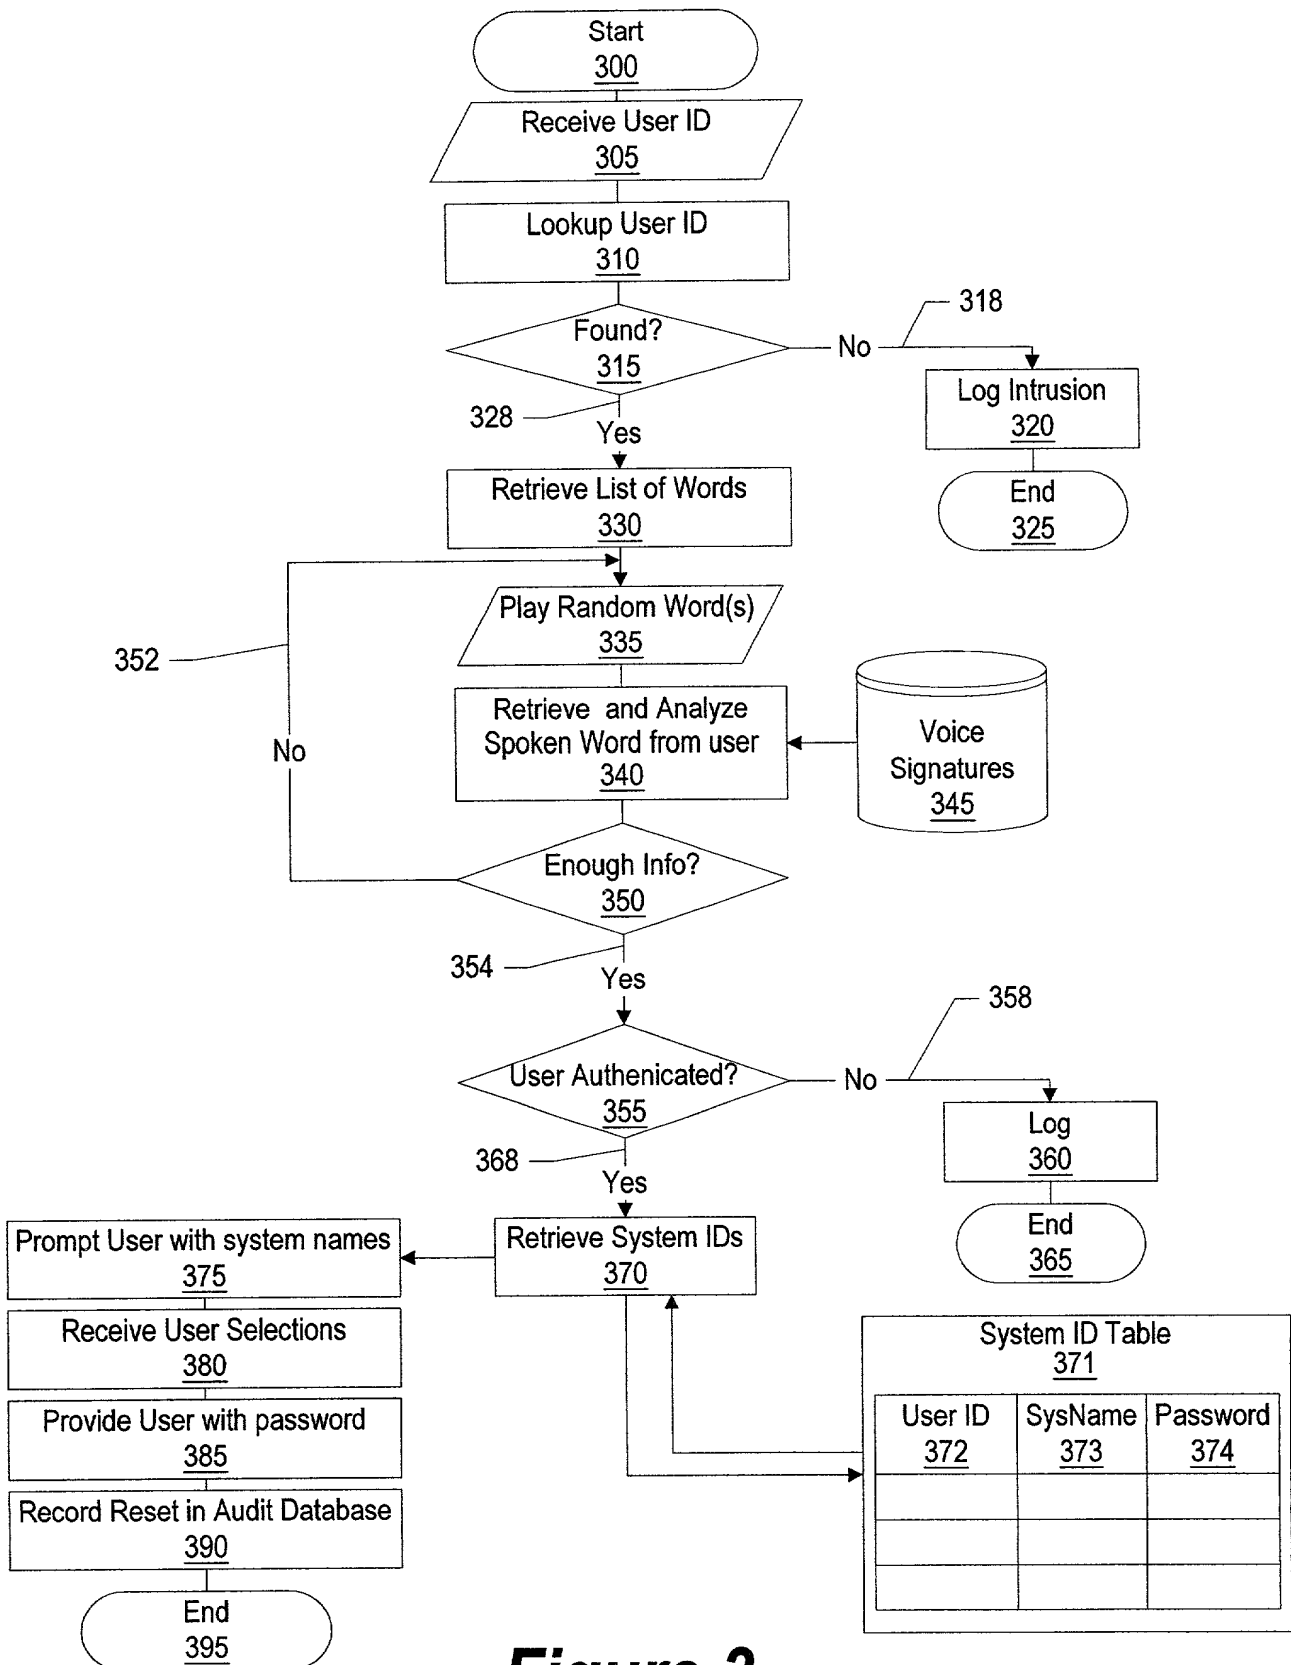 Start
300
Receive User ID
305
Lookup User ID
310
Found?
315
No
318
Log Intrusion
320
End
325
328
Yes
Retrieve List of Words
330
Play Random Word(s)
335
352
No
Retrieve and Analyze
Spoken Word from user
340
Voice
Signatures
345
Enough Info?
350
354
Yes
User Authenicated?
355
No
358
Log
360
End
365
368
Yes
Retrieve System IDs
370
Prompt User with system names
375
Receive User Selections
380
Provide User with password
385
Record Reset in Audit Database
390
End
395
System ID Table
371
User ID
372
SysName
373
Password
374